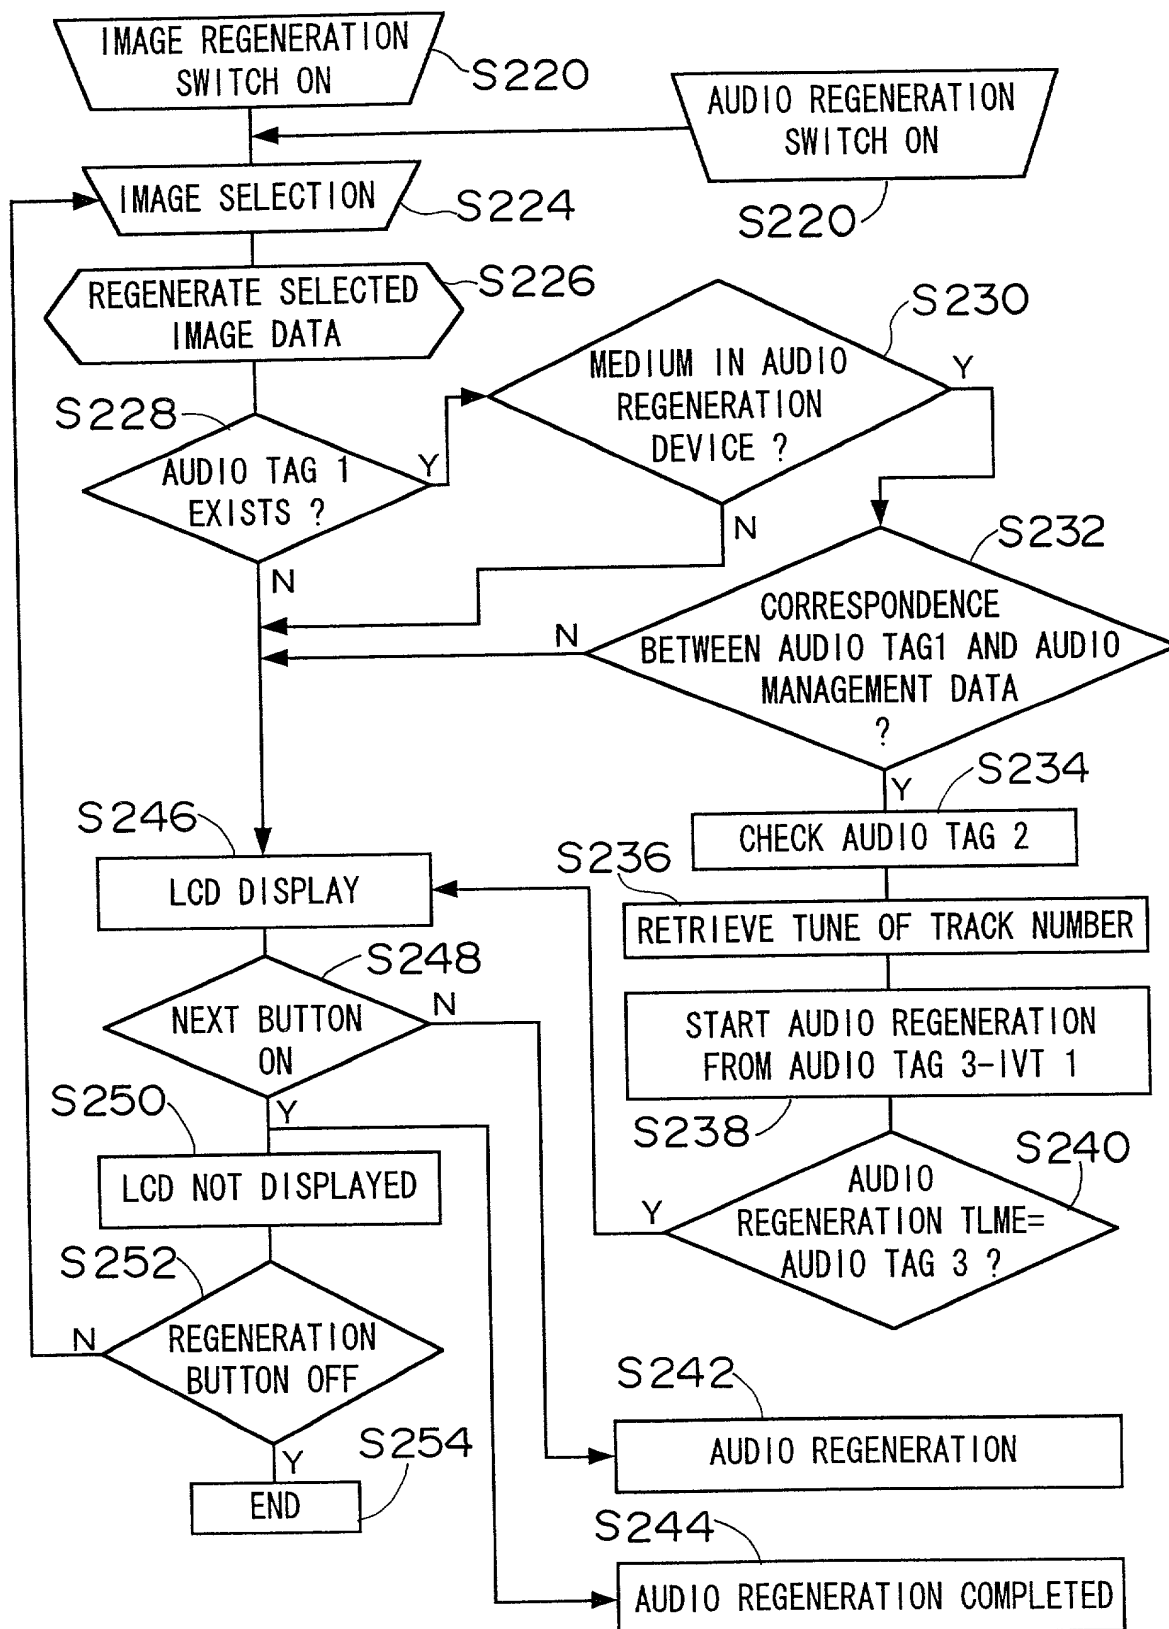 IMAGE REGENERATION
SWITCH ON
S220
AUDIO REGENERATION
SWITCH ON
S220
IMAGE SELECTION
S224
REGENERATE SELECTED
IMAGE DATA
S226
S228
AUDIO TAG 1
EXISTS ?
Y
N
S230
MEDIUM IN AUDIO
REGENERATION
DEVICE ?
Y
N
S232
CORRESPONDENCE
BETWEEN AUDIO TAG1 AND AUDIO
MANAGEMENT DATA
?
N
Y
S234
CHECK AUDIO TAG 2
S236
RETRIEVE TUNE OF TRACK NUMBER
START AUDIO REGENERATION
FROM AUDIO TAG 3-IVT 1
S238
S240
AUDIO
REGENERATION TLME=
AUDIO TAG 3 ?
Y
S246
LCD DISPLAY
S248
NEXT BUTTON
ON
N
Y
S250
LCD NOT DISPLAYED
S252
REGENERATION
BUTTON OFF
N
Y
S254
END
S242
AUDIO REGENERATION
S244
AUDIO REGENERATION COMPLETED